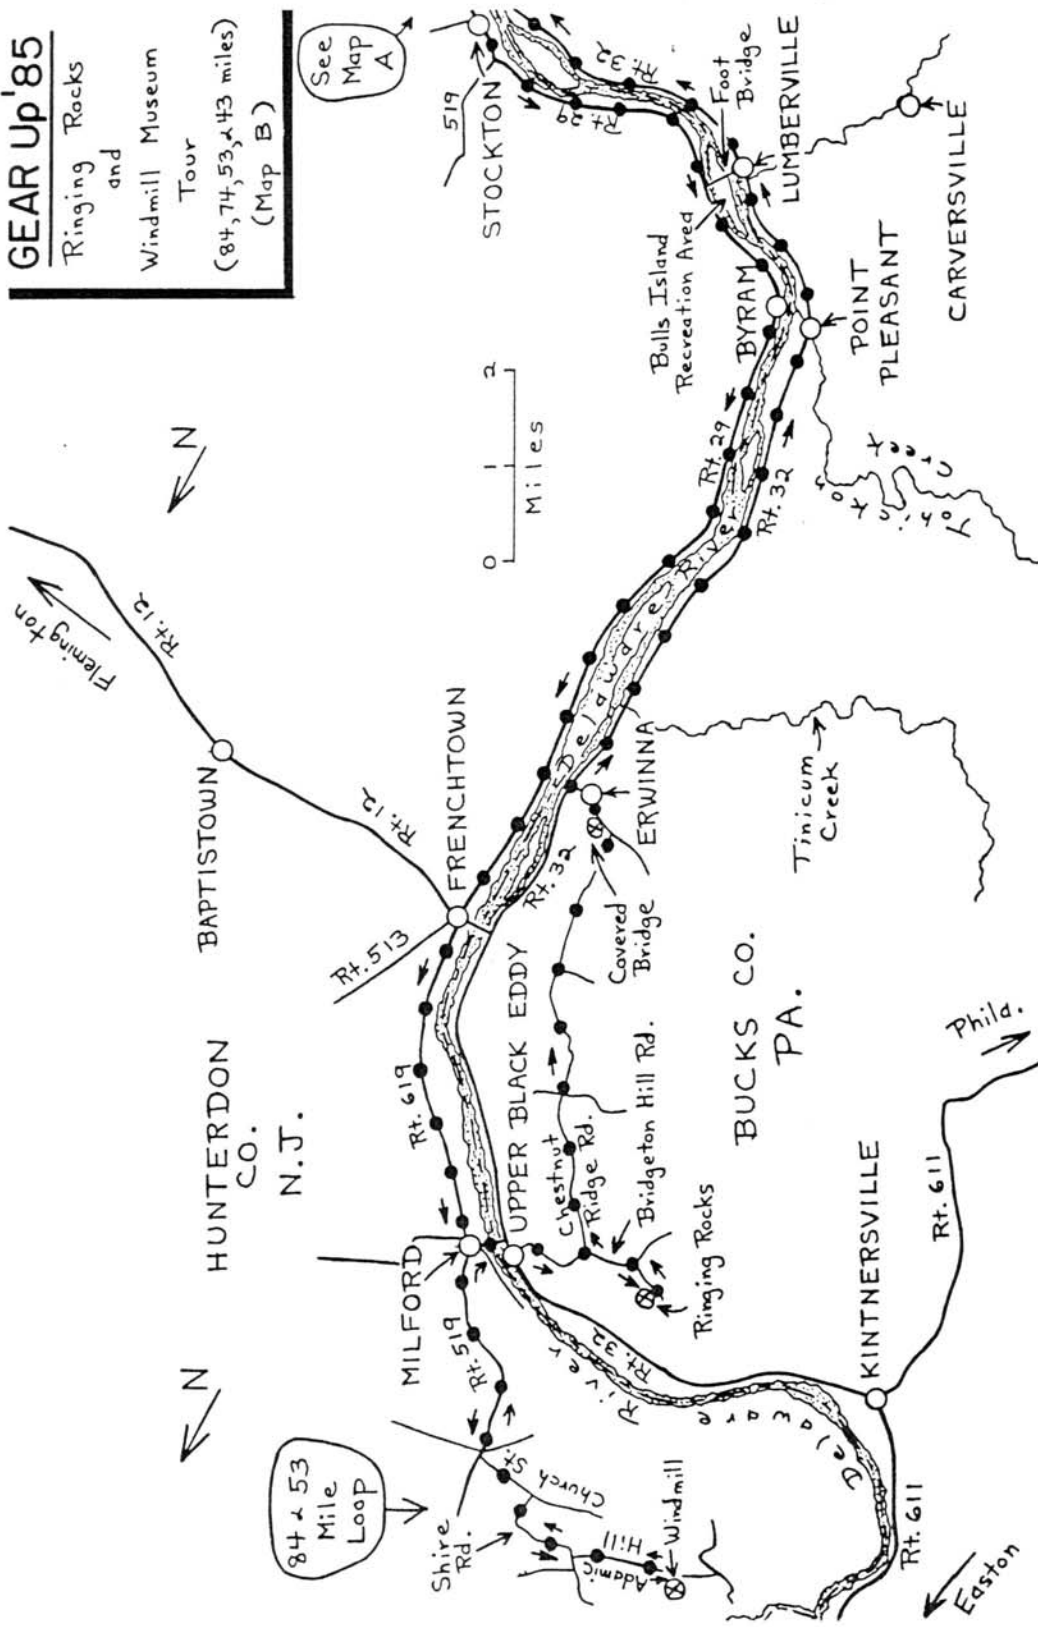 GEAR Up '85
Ringing Rocks
and
Windmill Museum
Tour
(84, 74, 53, & 43 miles)
(Map B)
See
Map
A
519
STOCKTON
Rt. 32
Rt. 29
Foot
Bridge
LUMBERVILLE
CARVERSVILLE
Bulls Island
Recreation Area
BYRAM
POINT
PLEASANT
N
0 1 2
Miles
Rt. 29
Rt. 32
Tohickon
Creek
Delaware River
Flemington
Rt. 12
BAPTISTOWN
Rt. 12
FRENCHTOWN
Rt. 513
ERWINNA
Tinicum
Creek
Rt. 32
Covered
Bridge
HUNTERDON
CO.
N.J.
Rt. 619
UPPER BLACK EDDY
Chestnut
Ridge Rd.
Bridgeton Hill Rd.
Ringing Rocks
BUCKS CO.
PA.
Phila.
MILFORD
Rt. 519
N
84 & 53
Mile
Loop
Shire
Rd.
Church St.
Adamic
Hill
Windmill
Rt. 32
Delaware River
KINTNERSVILLE
Rt. 611
Rt. 611
Easton